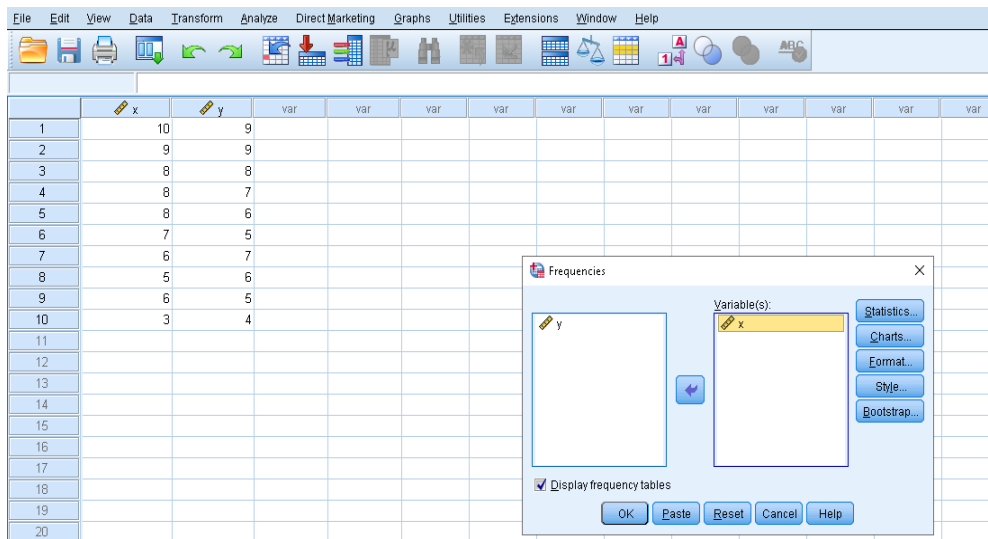 File Edit View Data Transform Analyze Direct Marketing Graphs Utilities Extensions Window Help
A
1
ABC
x y var var var var var var var var var var var
1 10 9
2 9 9
3 8 8
4 8 7
5 8 6
6 7 5
7 6 7
8 5 6
9 6 5
10 3 4
11
12
13
14
15
16
17
18
19
20
Frequencies
Variable(s):
y
x
Statistics...
Charts...
Format...
Style...
Bootstrap...
Display frequency tables
OK Paste Reset Cancel Help